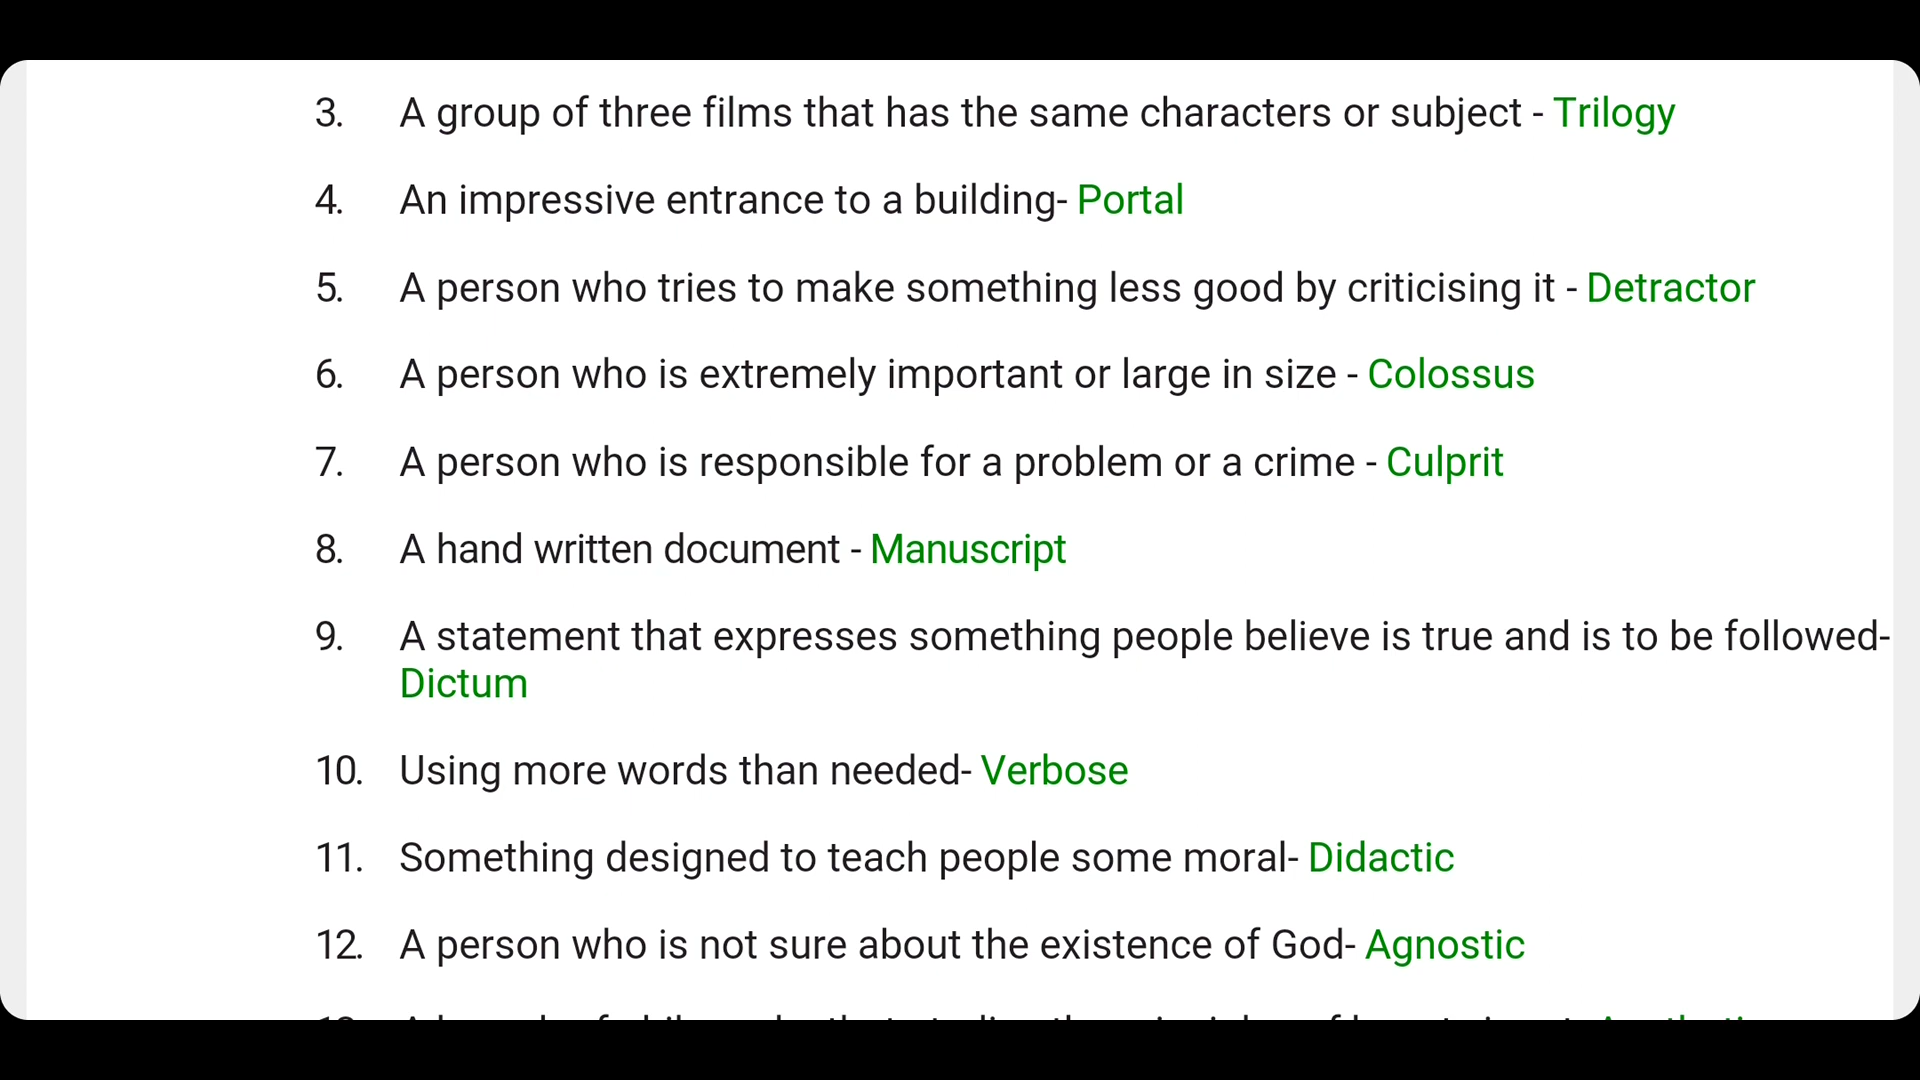 3. A group of three films that has the same characters or subject - Trilogy
4. An impressive entrance to a building- Portal
5. A person who tries to make something less good by criticising it - Detractor
6. A person who is extremely important or large in size - Colossus
7. A person who is responsible for a problem or a crime - Culprit
8. A hand written document - Manuscript
9. A statement that expresses something people believe is true and is to be followed-
Dictum
10. Using more words than needed- Verbose
11. Something designed to teach people some moral- Didactic
12. A person who is not sure about the existence of God- Agnostic